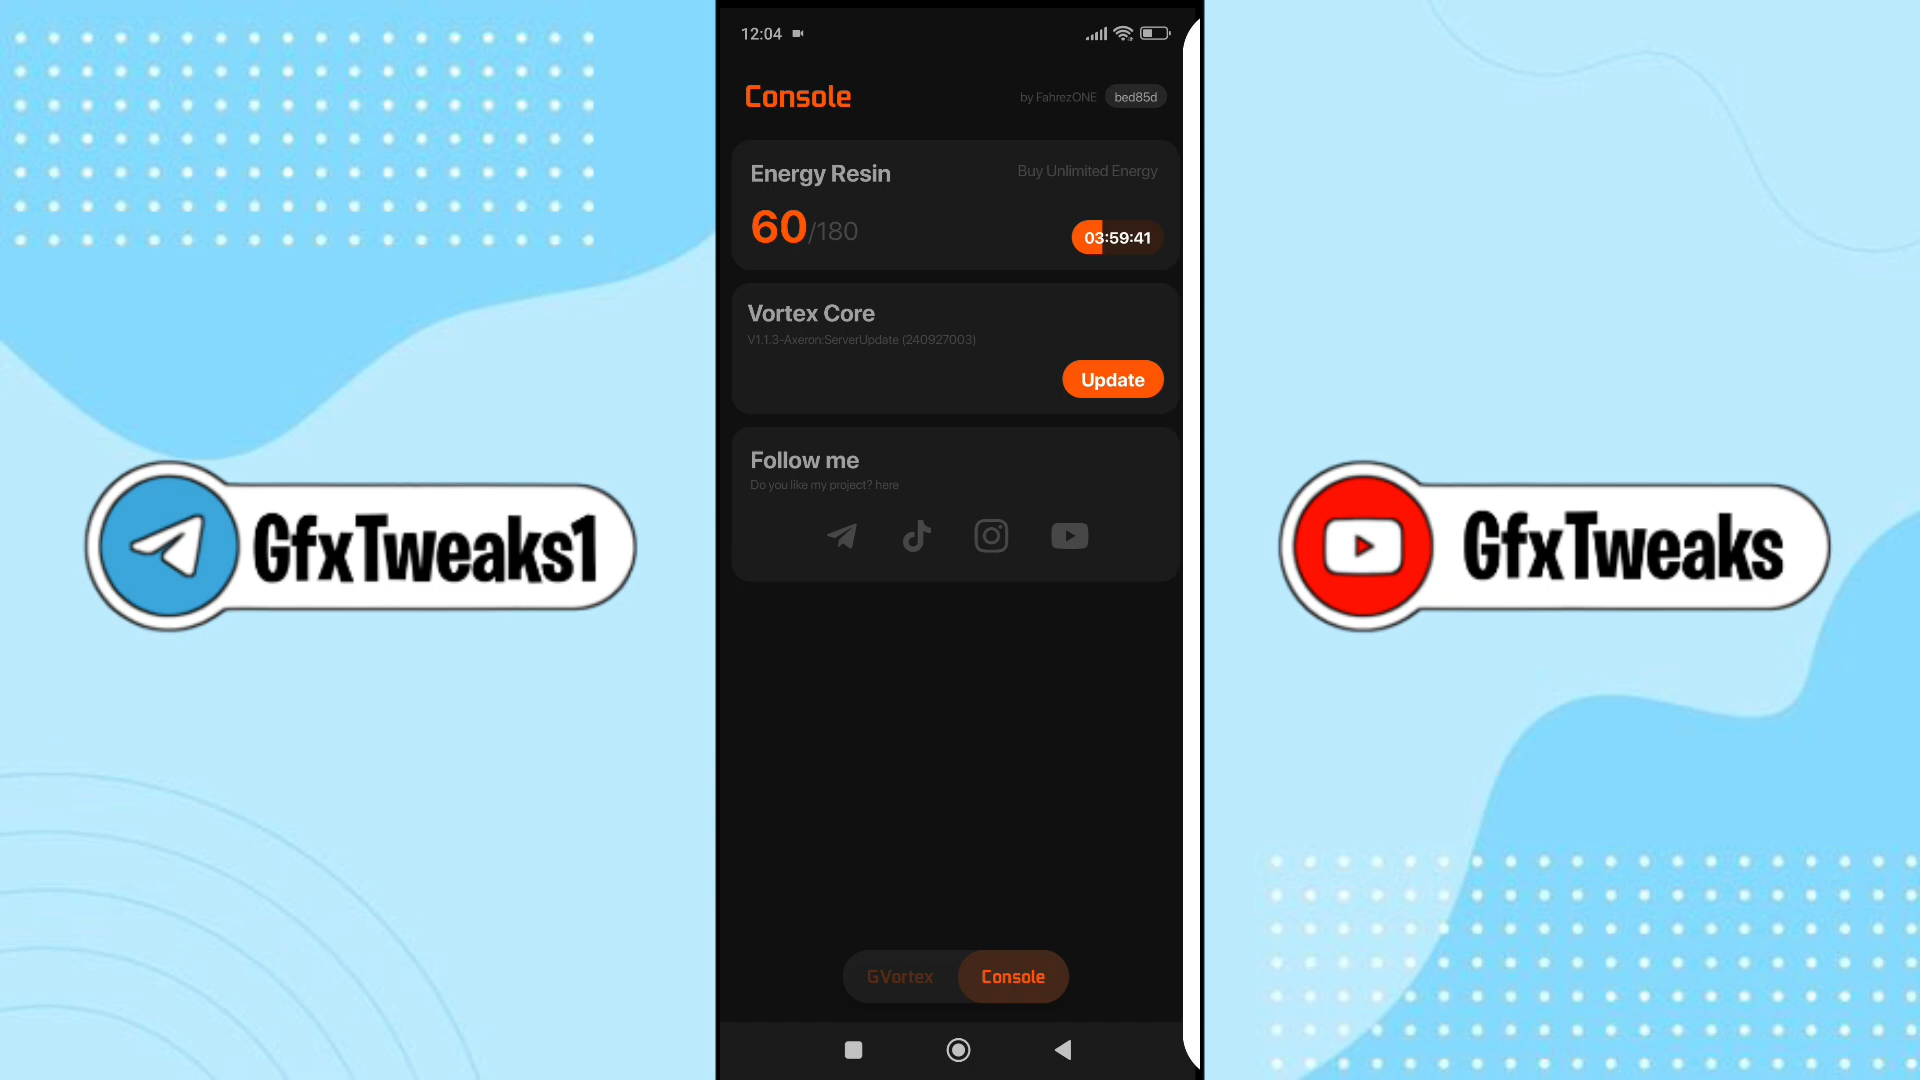 12:04
Console
by FahrezONE
bed85d
Energy Resin
Buy Unlimited Energy
60/180
03:59:41
Vortex Core
V1.1.3-Axeron:ServerUpdate (240927003)
Update
Follow me
Do you like my project? here
GfxTweaks1
GfxTweaks
GVortex
Console